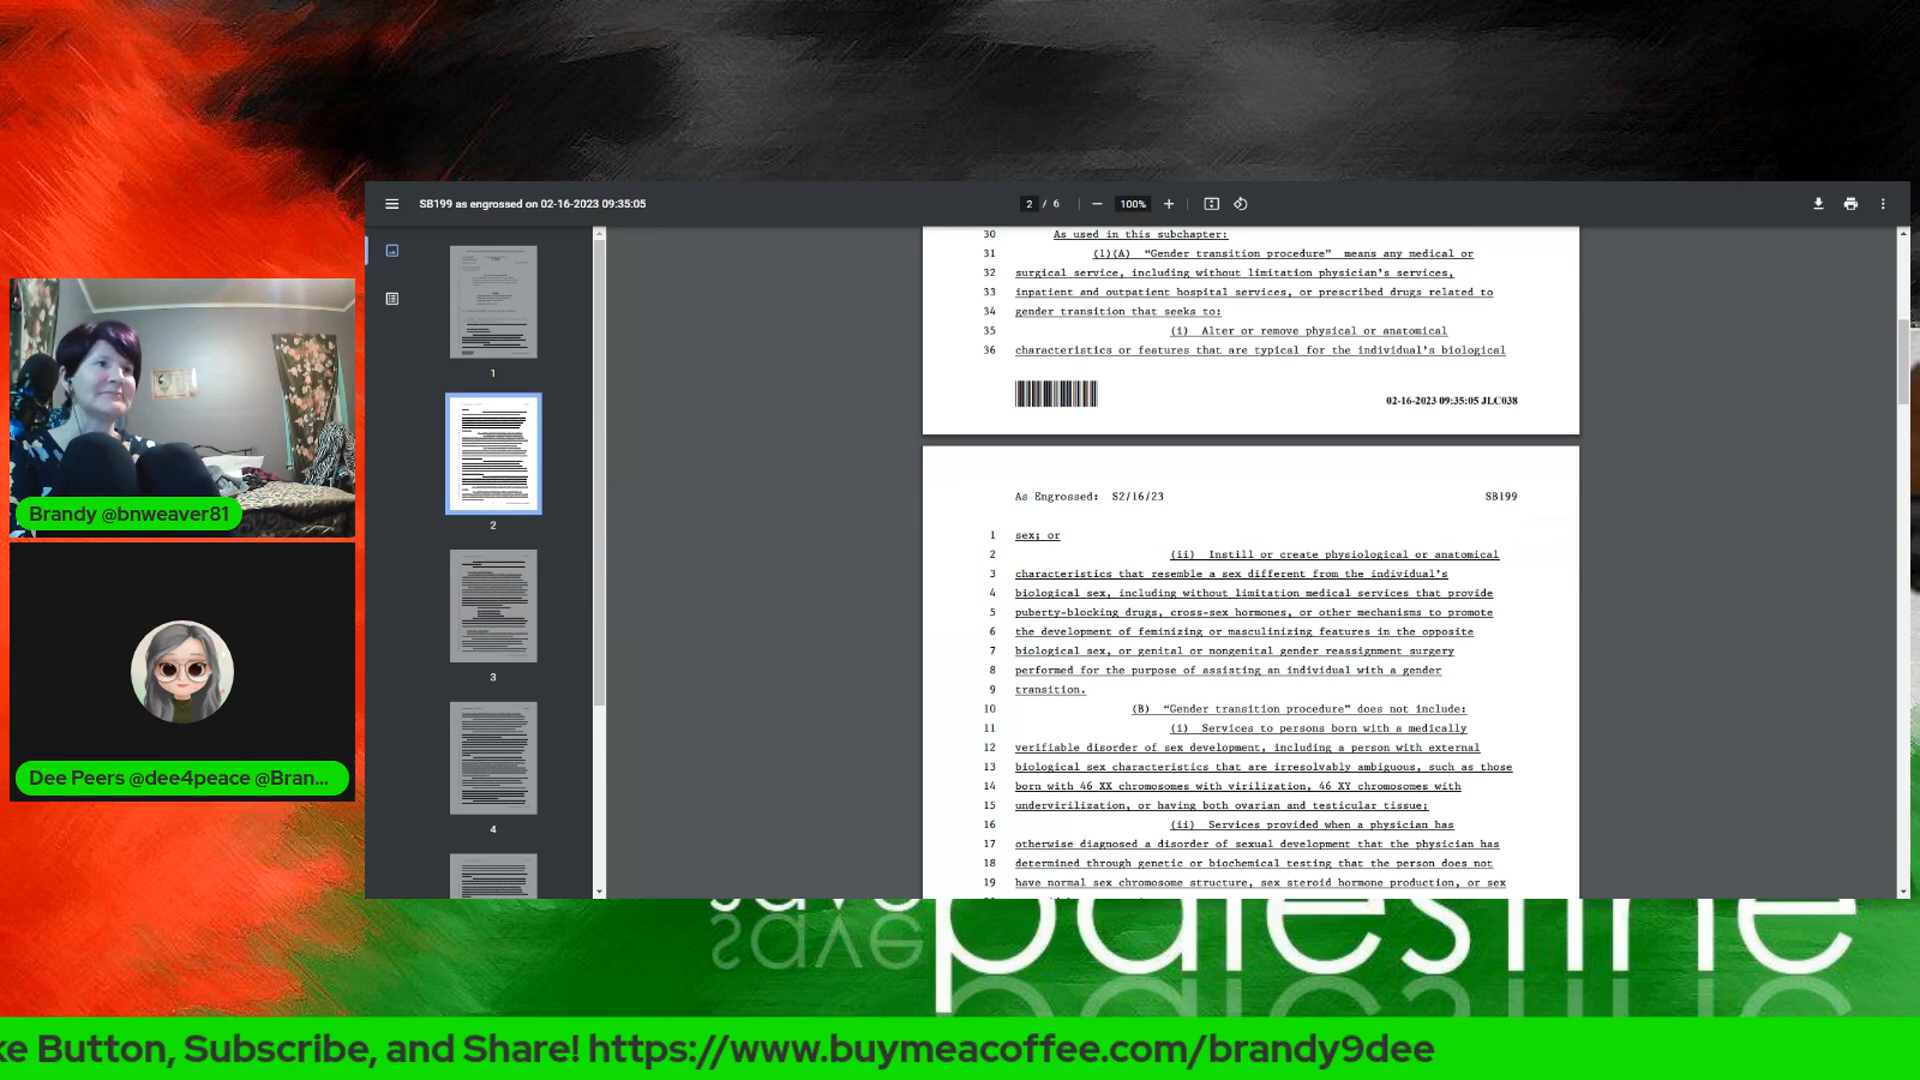 SB199 as engrossed on 02-16-2023 09:35:05
2 / 6
100%
1
2
3
4
30 As used in this subchapter:
31 (1)(A) “Gender transition procedure” means any medical or
32 surgical service, including without limitation physician's services,
33 inpatient and outpatient hospital services, or prescribed drugs related to
34 gender transition that seeks to:
35 (i) Alter or remove physical or anatomical
36 characteristics or features that are typical for the individual's biological
02-16-2023 09:35:05 JLC038
As Engrossed: S2/16/23 SB199
1 sex; or
2 (ii) Instill or create physiological or anatomical
3 characteristics that resemble a sex different from the individual's
4 biological sex, including without limitation medical services that provide
5 puberty-blocking drugs, cross-sex hormones, or other mechanisms to promote
6 the development of feminizing or masculinizing features in the opposite
7 biological sex, or genital or nongenital gender reassignment surgery
8 performed for the purpose of assisting an individual with a gender
9 transition.
10 (B) “Gender transition procedure” does not include:
11 (i) Services to persons born with a medically
12 verifiable disorder of sex development, including a person with external
13 biological sex characteristics that are irresolvably ambiguous, such as those
14 born with 46 XX chromosomes with virilization, 46 XY chromosomes with
15 undervirilization, or having both ovarian and testicular tissue;
16 (ii) Services provided when a physician has
17 otherwise diagnosed a disorder of sexual development that the physician has
18 determined through genetic or biochemical testing that the person does not
19 have normal sex chromosome structure, sex steroid hormone production, or sex
Brandy @bnweaver81
Dee Peers @dee4peace @Bran...
save palestine
ke Button, Subscribe, and Share! https://www.buymeacoffee.com/brandy9dee